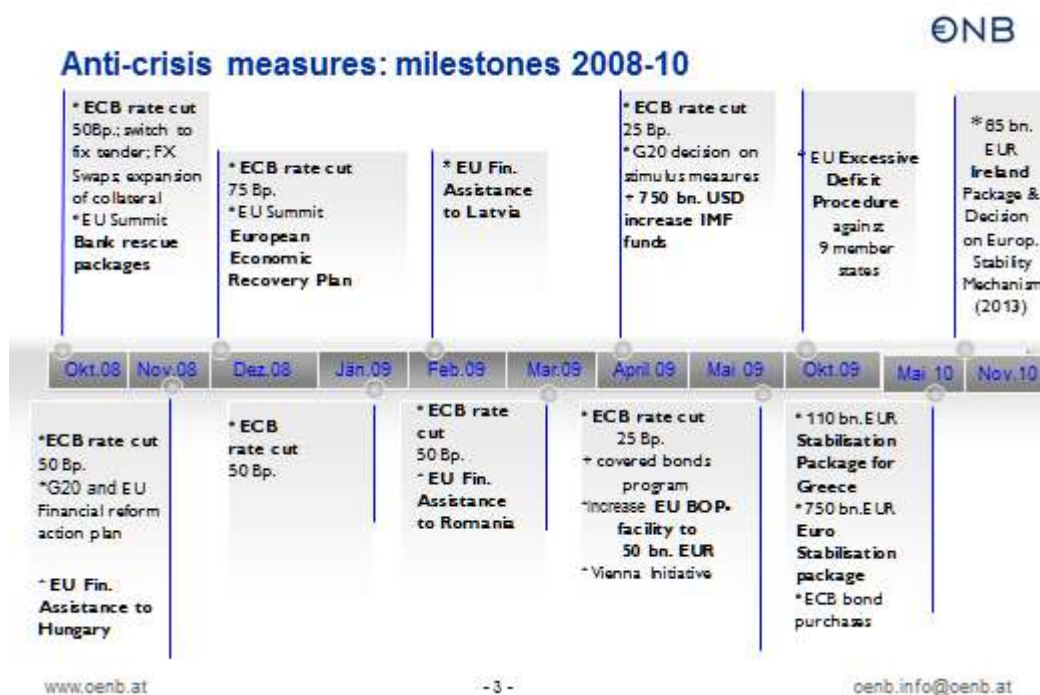 €NB
Anti-crisis measures: milestones 2008-10
* ECB rate cut
50Bp.; switch to
fix tender; FX
Swaps; expansion
of collateral
*EU Summit
Bank rescue
packages
*ECB rate cut
75 Bp.
*EU Summit
European
Economic
Recovery Plan
* EU Fin.
Assistance
to Latvia
*ECB rate cut
25 Bp.
*G20 decision on
stimulus measures
+ 750 bn. USD
increase IMF
funds
* EU Excessive
Deficit
Procedure
against
9 member
states
*85 bn.
EUR
Ireland
Package &
Decision
on Europ.
Stability
Mechanism
(2013)
Okt.08 Nov.08 Dez.08 Jän.09 Feb.09 Mar.09 April 09 Mai 09 Okt.09 Mai 10 Nov.10
*ECB rate cut
50 Bp.
*G20 and EU
Financial reform
action plan
* EU Fin.
Assistance to
Hungary
* ECB
rate cut
50 Bp.
* ECB rate
cut
50 Bp.
* EU Fin.
Assistance
to Romania
* ECB rate cut
25 Bp.
+ covered bonds
program
*Increase EU BOP-
facility to
50 bn. EUR
* Vienna Initiative
* 110 bn.EUR
Stabilisation
Package for
Greece
*750 bn.EUR
Euro
Stabilisation
package
*ECB bond
purchases
www.oenb.at
- 3 -
oenb.info@oenb.at